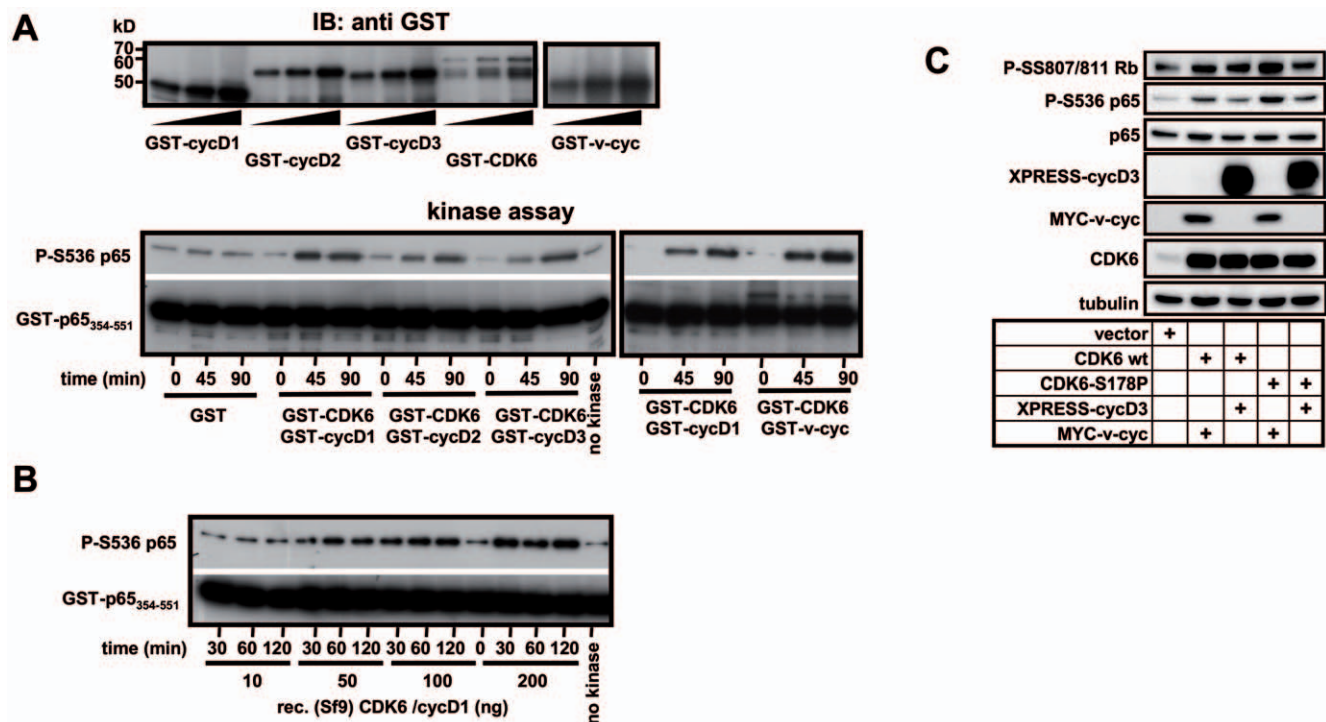 A
IB: anti GST
kD
70
60
50
GST-cycD1
GST-cycD2
GST-cycD3
GST-CDK6
GST-v-cyc
kinase assay
P-S536 p65
GST-p65354-551
time (min) 0 45 90 0 45 90 0 45 90 0 45 90 no kinase 0 45 90 0 45 90
GST GST-CDK6 GST-CDK6 GST-CDK6 GST-CDK6 GST-CDK6
GST-cycD1 GST-cycD2 GST-cycD3 GST-cycD1 GST-v-cyc
B
P-S536 p65
GST-p65354-551
time (min) 30 60 120 30 60 120 30 60 120 0 30 60 120 no kinase
10 50 100 200
rec. (Sf9) CDK6 /cycD1 (ng)
C
P-SS807/811 Rb
P-S536 p65
p65
XPRESS-cycD3
MYC-v-cyc
CDK6
tubulin
vector +
CDK6 wt + +
CDK6-S178P + +
XPRESS-cycD3 + +
MYC-v-cyc + +